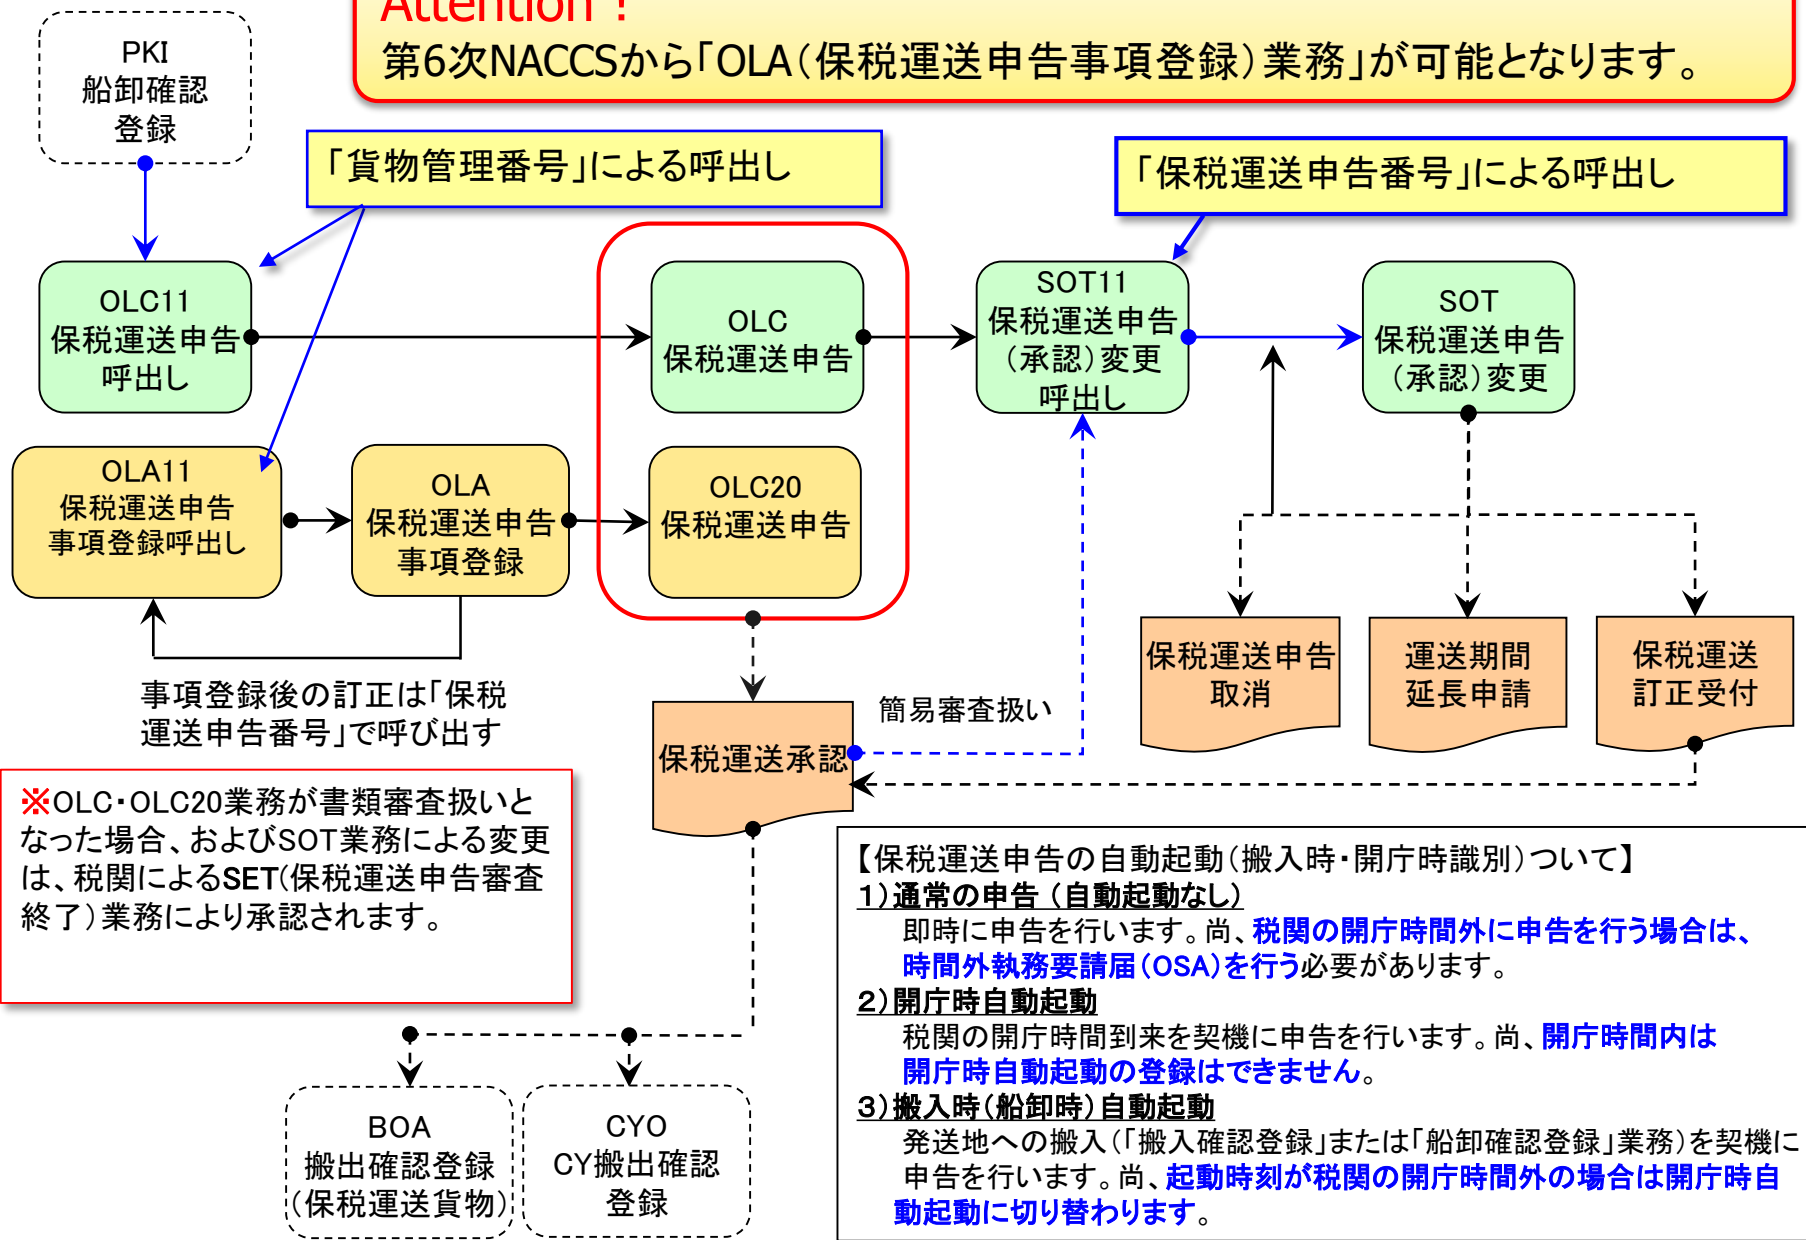 Attention！
第6次NACCSから「OLA（保税運送申告事項登録）業務」が可能となります。
PKI
船卸確認
登録
「貨物管理番号」による呼出し
「保税運送申告番号」による呼出し
OLC11
保税運送申告
呼出し
OLC
保税運送申告
SOT11
保税運送申告
（承認）変更
呼出し
SOT
保税運送申告
（承認）変更
OLA11
保税運送申告
事項登録呼出し
OLA
保税運送申告
事項登録
OLC20
保税運送申告
事項登録後の訂正は「保税
運送申告番号」で呼び出す
保税運送承認
簡易審査扱い
保税運送申告
取消
運送期間
延長申請
保税運送
訂正受付
※OLC・OLC20業務が書類審査扱いと
なった場合、およびSOT業務による変更
は、税関によるSET(保税運送申告審査
終了）業務により承認されます。
【保税運送申告の自動起動（搬入時・開庁時識別）ついて】
１）通常の申告（自動起動なし）
即時に申告を行います。尚、税関の開庁時間外に申告を行う場合は、
時間外執務要請届（OSA）を行う必要があります。
２）開庁時自動起動
税関の開庁時間到来を契機に申告を行います。尚、開庁時間内は
開庁時自動起動の登録はできません。
３）搬入時（船卸時）自動起動
発送地への搬入（「搬入確認登録」または「船卸確認登録」業務）を契機に
申告を行います。尚、起動時刻が税関の開庁時間外の場合は開庁時自
動起動に切り替わります。
BOA
搬出確認登録
（保税運送貨物）
CYO
CY搬出確認
登録